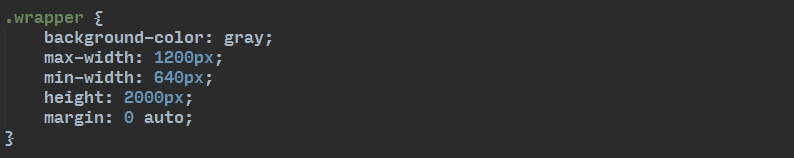 .wrapper {
    background-color: gray;
    max-width: 1200px;
    min-width: 640px;
    height: 2000px;
    margin: 0 auto;
}